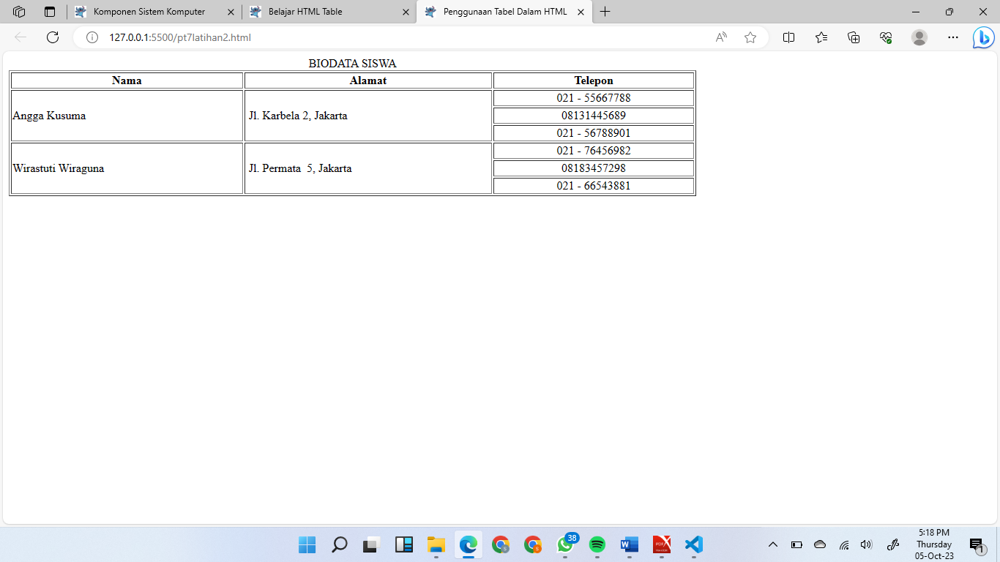 Komponen Sistem Komputer
Belajar HTML Table
Penggunaan Tabel Dalam HTML
127.0.0.1:5500/pt7latihan2.html
BIODATA SISWA
Nama Alamat Telepon
Angga Kusuma Jl. Karbela 2, Jakarta 021 - 55667788
08131445689
021 - 56788901
Wirastuti Wiraguna Jl. Permata  5, Jakarta 021 - 76456982
08183457298
021 - 66543881
38
PDF
5:18 PM
Thursday
05-Oct-23
1